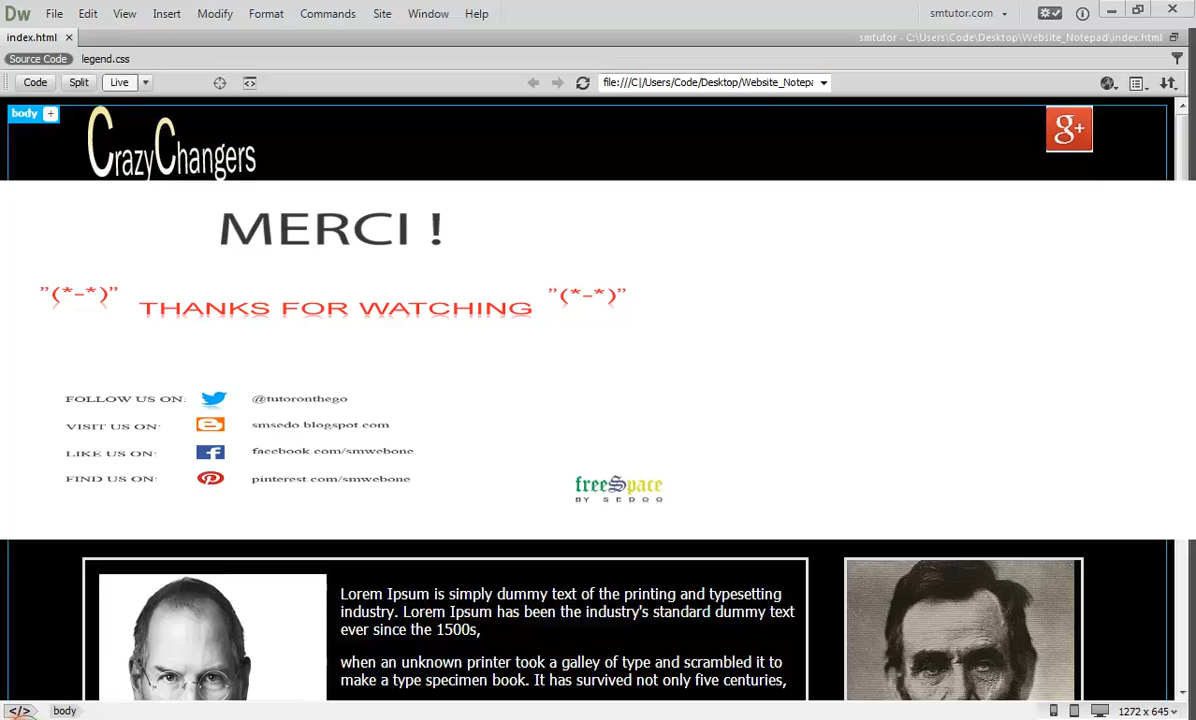 Dw File Edit View Insert Modify Format Commands Site Window Help smtutor.com
index.html smtutor - C:\Users\Code\Desktop\Website_Notepad\index.html
Source Code legend.css
Code Split Live file:///C|/Users/Code/Desktop/Website_Notepa
body +
CrazyChangers
g+
MERCI !
"(*-*)" THANKS FOR WATCHING "(*-*)"
FOLLOW US ON: @tutoronthego
VISIT US ON: smsedo.blogspot.com
LIKE US ON: facebook.com/smwebone
FIND US ON: pinterest.com/smwebone
freeSpace
BY SEDOO
Lorem Ipsum is simply dummy text of the printing and typesetting
industry. Lorem Ipsum has been the industry's standard dummy text
ever since the 1500s,
when an unknown printer took a galley of type and scrambled it to
make a type specimen book. It has survived not only five centuries,
</> body 1272 x 645